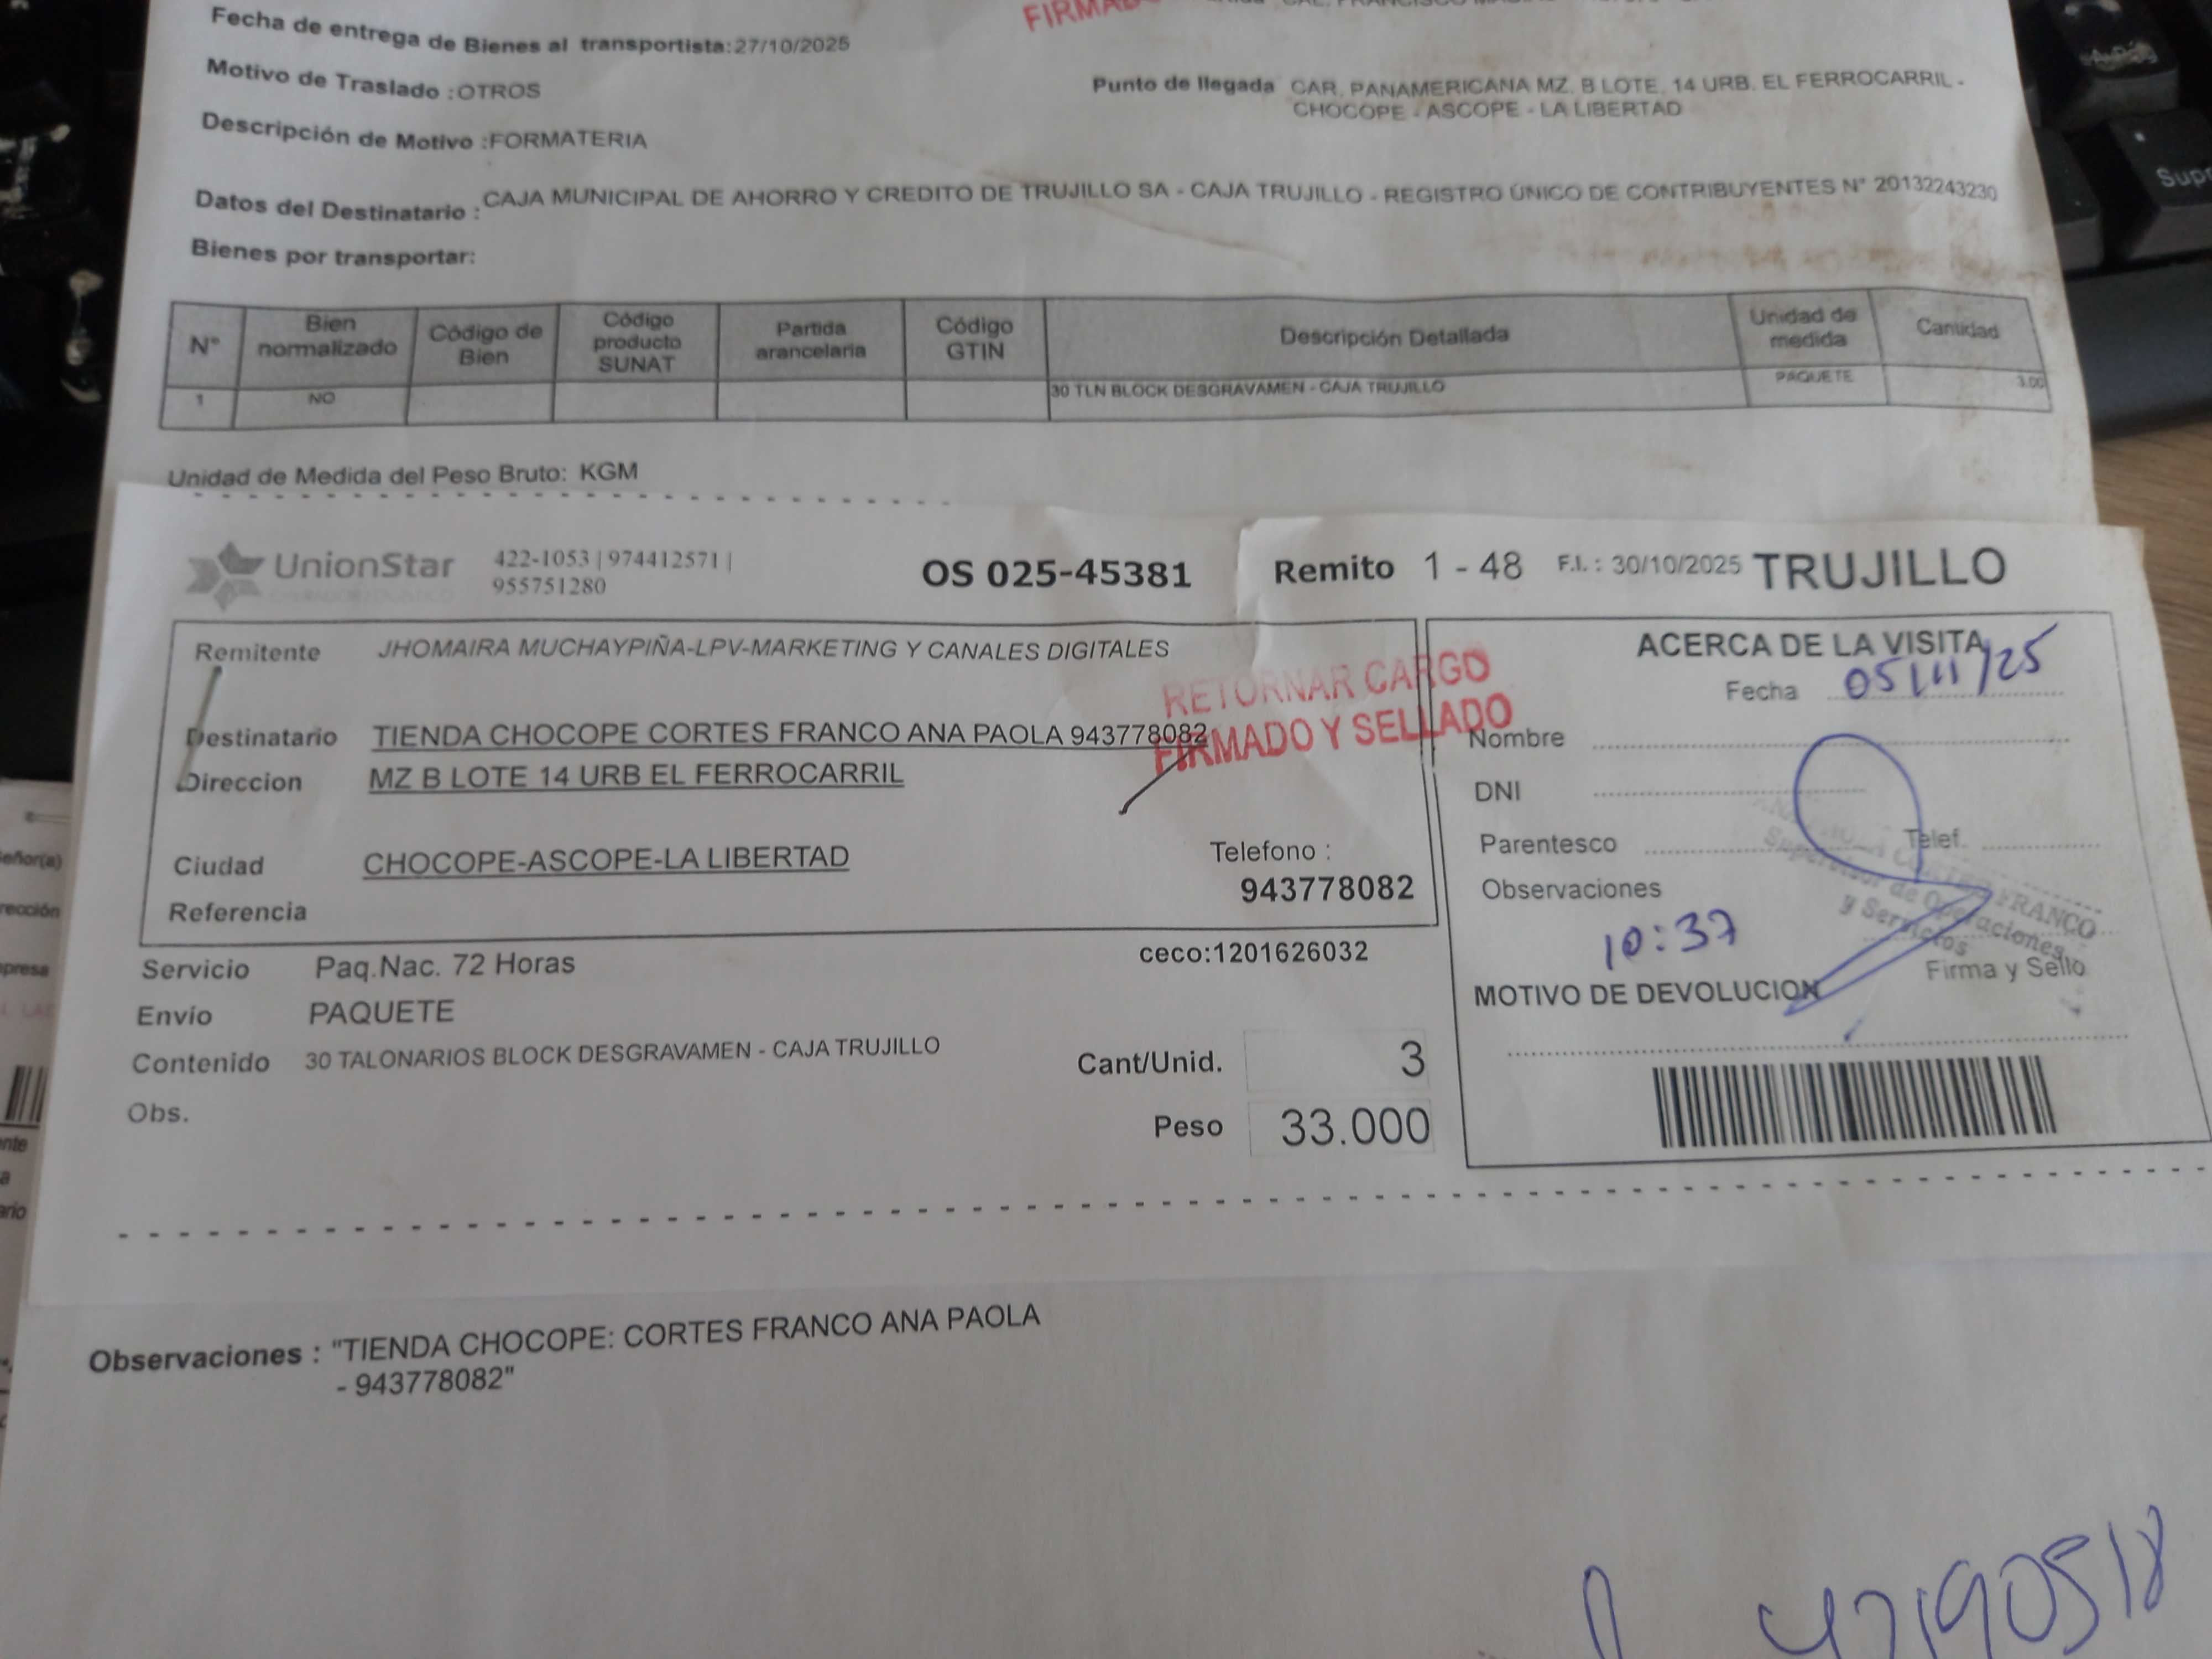 Fecha de entrega de Bienes al transportista:27/10/2025
Motivo de Traslado :OTROS
Punto de llegada CAR. PANAMERICANA MZ. B LOTE. 14 URB. EL FERROCARRIL -
CHOCOPE - ASCOPE - LA LIBERTAD
Descripción de Motivo :FORMATERIA
Datos del Destinatario : CAJA MUNICIPAL DE AHORRO Y CREDITO DE TRUJILLO SA - CAJA TRUJILLO - REGISTRO ÚNICO DE CONTRIBUYENTES N° 20132243230
Bienes por transportar:
N° Bien normalizado Código de Bien Código producto SUNAT Partida arancelaria Código GTIN Descripción Detallada Unidad de medida Cantidad
1 NO 30 TLN BLOCK DESGRAVAMEN - CAJA TRUJILLO PAQUETE 3.00
Unidad de Medida del Peso Bruto: KGM
UnionStar 422-1053 | 974412571 |
955751280
OS 025-45381 Remito 1 - 48 F.I. : 30/10/2025 TRUJILLO
Remitente JHOMAIRA MUCHAYPIÑA-LPV-MARKETING Y CANALES DIGITALES
RETORNAR CARGO
FIRMADO Y SELLADO
Destinatario TIENDA CHOCOPE CORTES FRANCO ANA PAOLA 943778082
Direccion MZ B LOTE 14 URB EL FERROCARRIL
Ciudad CHOCOPE-ASCOPE-LA LIBERTAD
Telefono :
943778082
Referencia
ceco:1201626032
Servicio Paq.Nac. 72 Horas
Envio PAQUETE
Contenido 30 TALONARIOS BLOCK DESGRAVAMEN - CAJA TRUJILLO
Cant/Unid. 3
Obs.
Peso 33.000
ACERCA DE LA VISITA
Fecha 05/11/25
Nombre
DNI
Parentesco Telef.
Observaciones
FRANCO
Supervisor de Operaciones
y Servicios
10:37
Firma y Sello
MOTIVO DE DEVOLUCION
Observaciones : "TIENDA CHOCOPE: CORTES FRANCO ANA PAOLA
- 943778082"
42190518